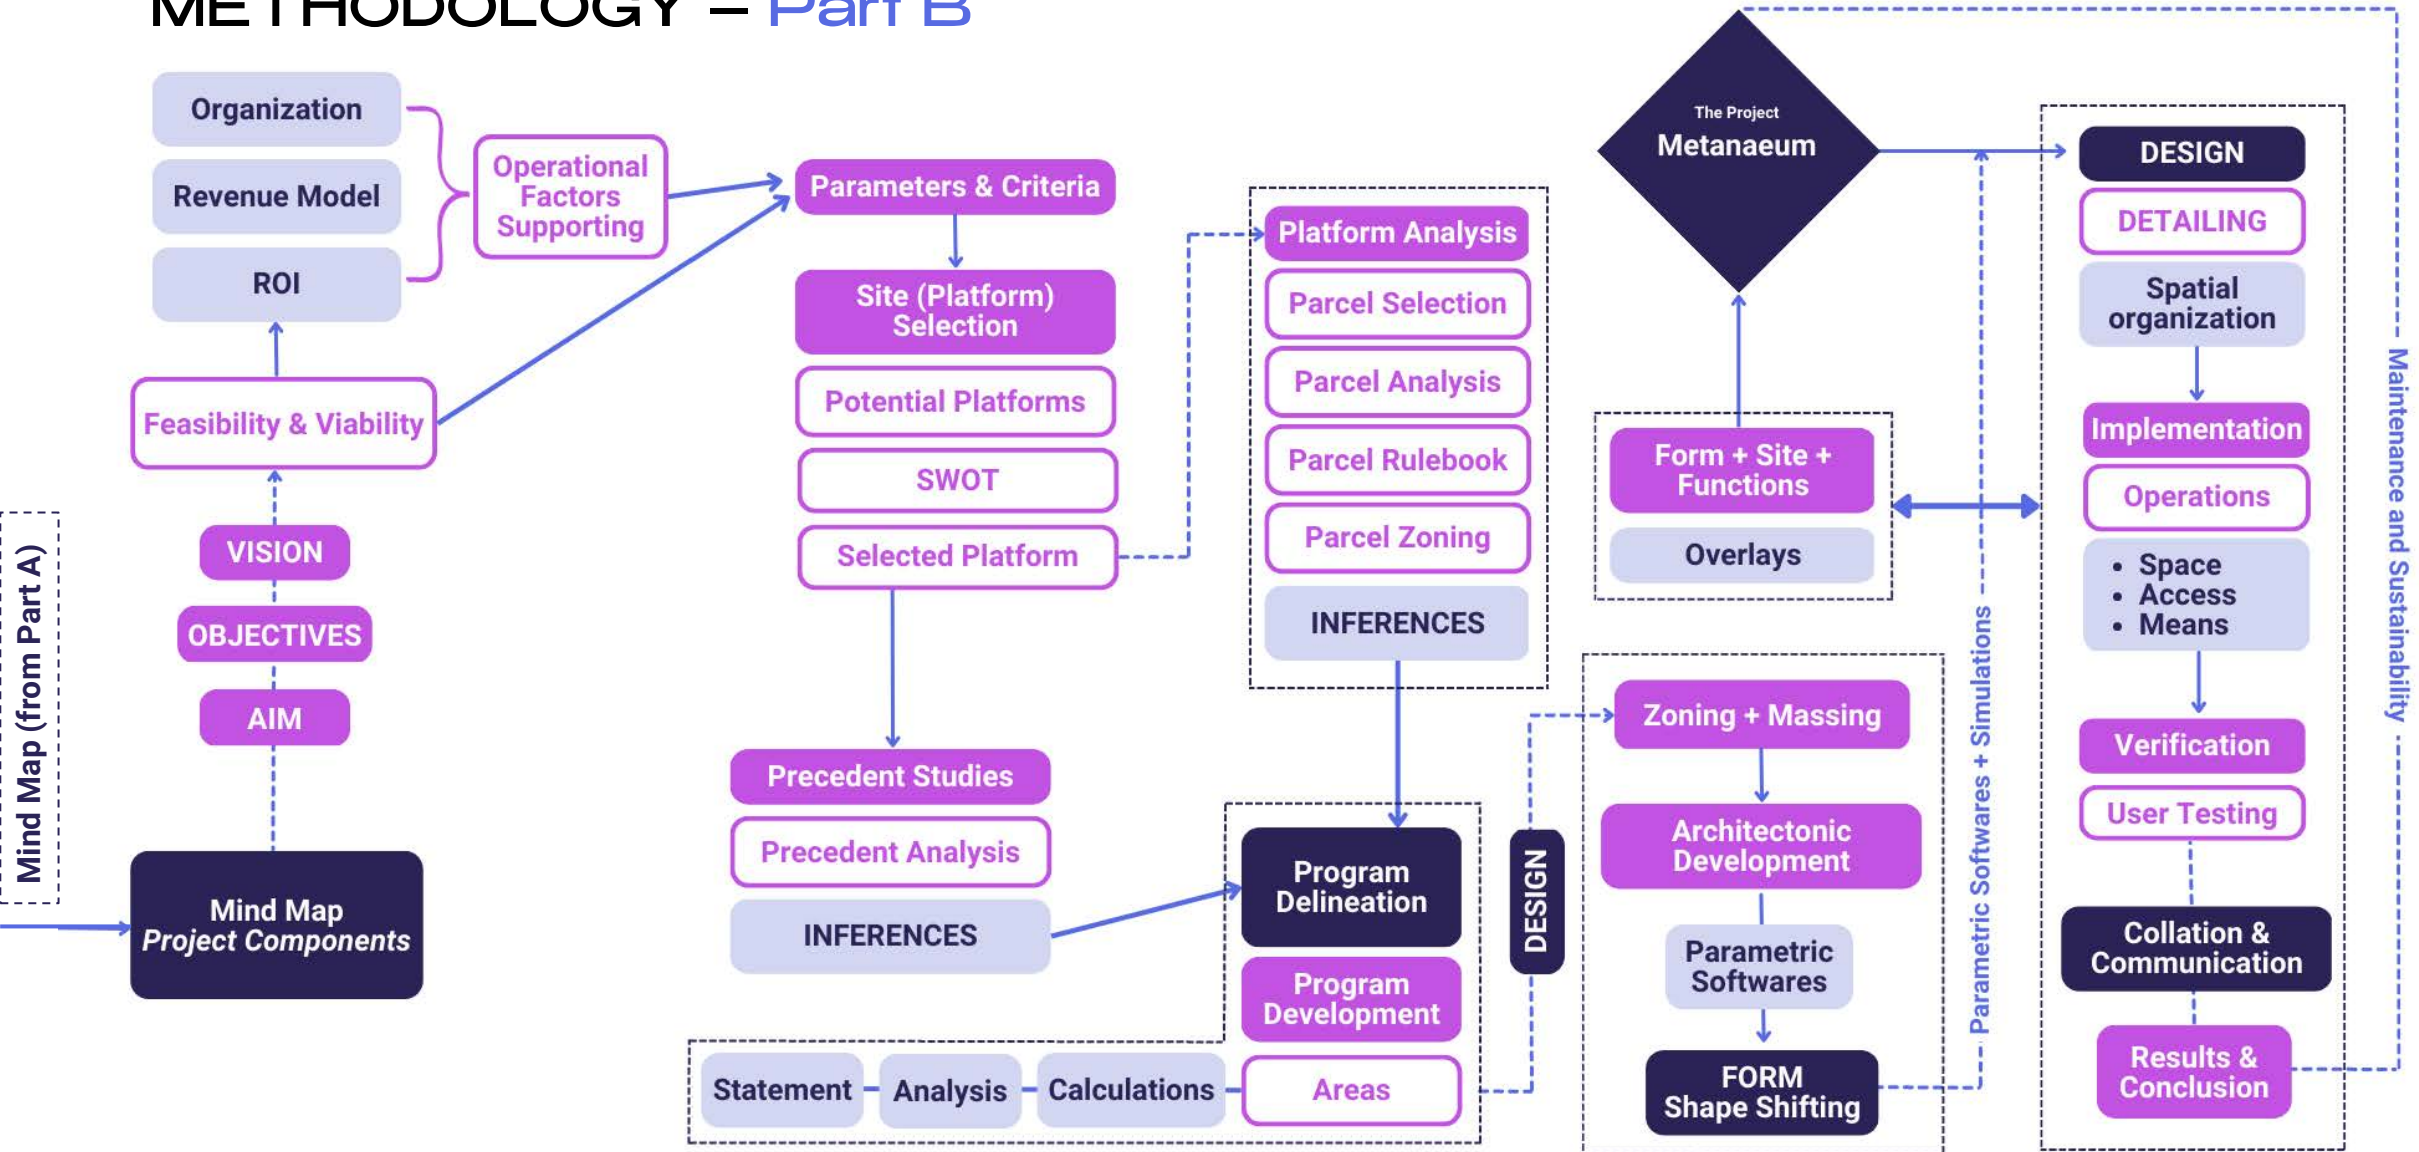 METHODOLOGY – Part B
Organization
Revenue Model
ROI
Operational
Factors
Supporting
Feasibility & Viability
VISION
OBJECTIVES
AIM
Mind Map (from Part A)
Mind Map
Project Components
Parameters & Criteria
Site (Platform)
Selection
Potential Platforms
SWOT
Selected Platform
Precedent Studies
Precedent Analysis
INFERENCES
Platform Analysis
Parcel Selection
Parcel Analysis
Parcel Rulebook
Parcel Zoning
INFERENCES
Program
Delineation
Program
Development
Statement
Analysis
Calculations
Areas
DESIGN
The Project
Metanaeum
Form + Site +
Functions
Overlays
Zoning + Massing
Architectonic
Development
Parametric
Softwares
FORM
Shape Shifting
Parametric Softwares + Simulations
DESIGN
DETAILING
Spatial
organization
Implementation
Operations
• Space
• Access
• Means
Verification
User Testing
Collation &
Communication
Results &
Conclusion
Maintenance and Sustainability